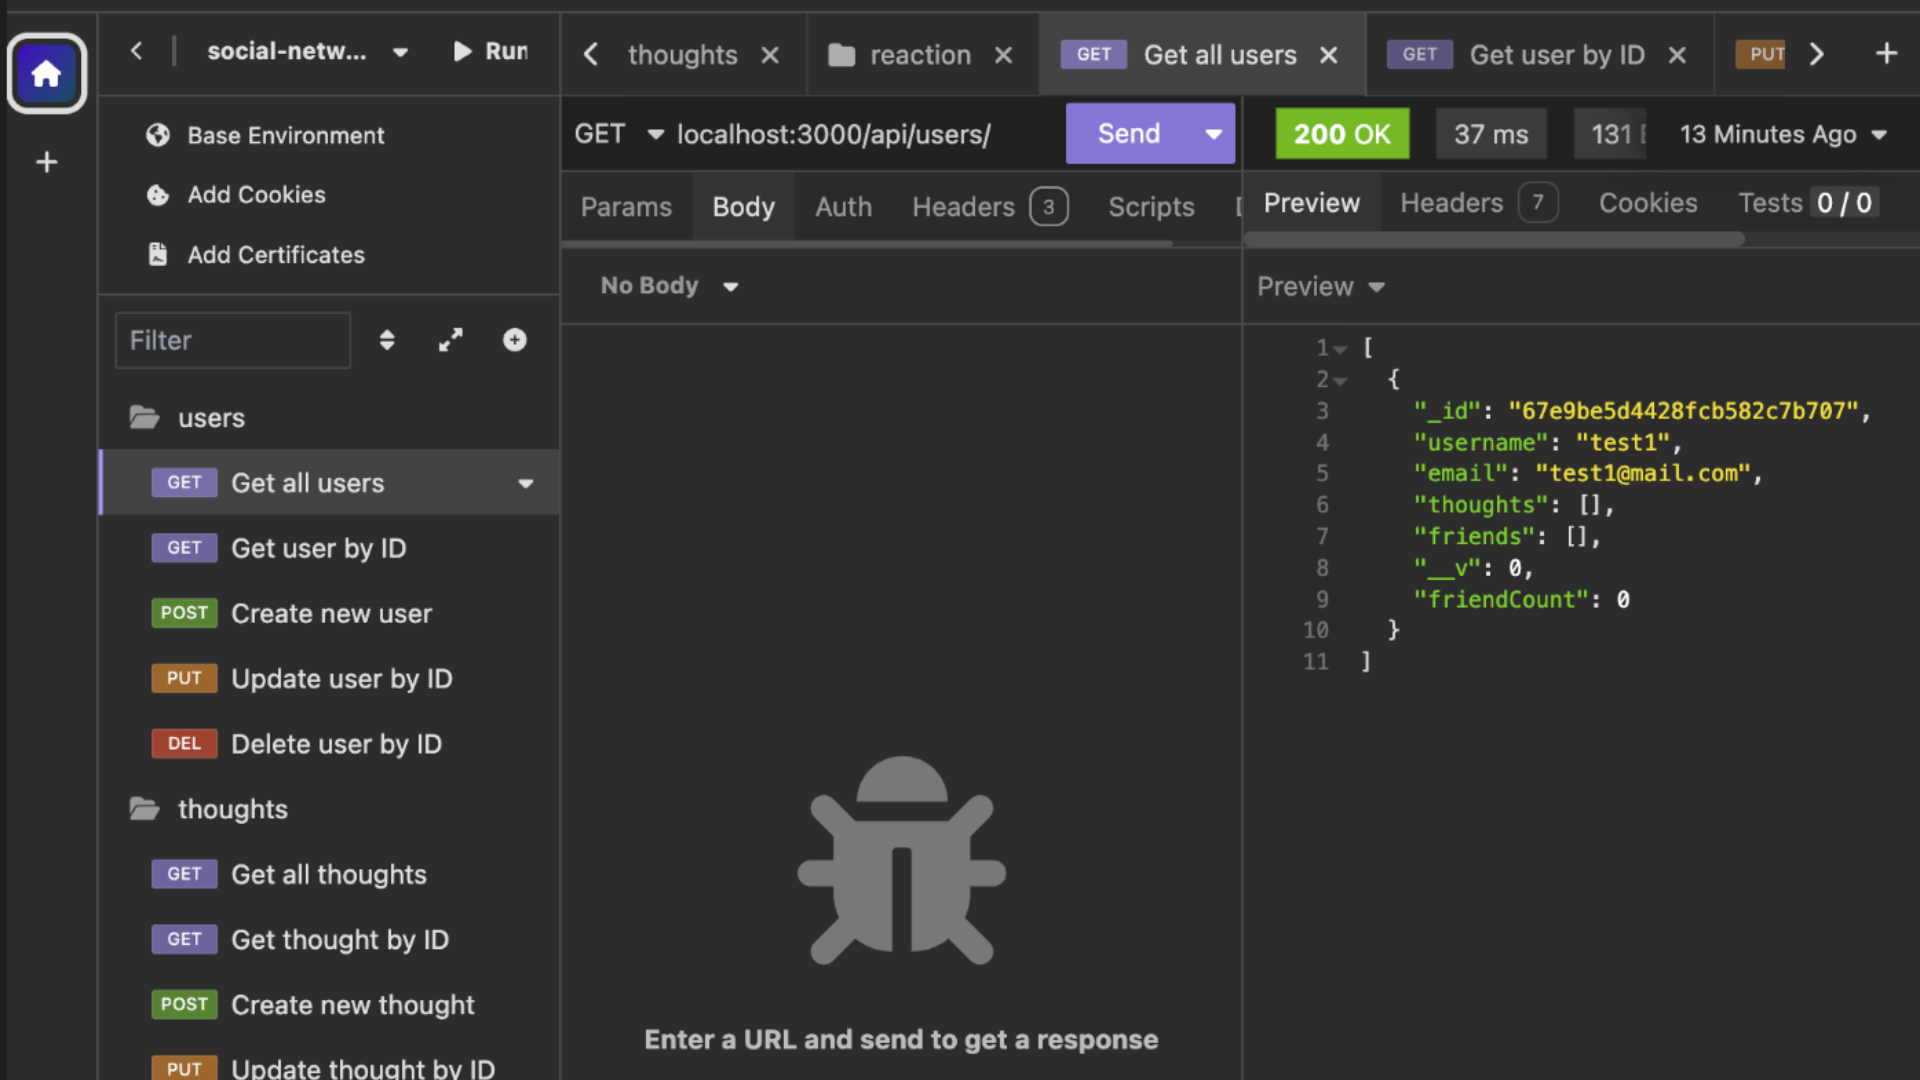 social-netw...
Run
Base Environment
Add Cookies
Add Certificates
Filter
users
GET Get all users
GET Get user by ID
POST Create new user
PUT Update user by ID
DEL Delete user by ID
thoughts
GET Get all thoughts
GET Get thought by ID
POST Create new thought
PUT Update thought by ID
thoughts
reaction
GET Get all users
GET Get user by ID
PUT
GET localhost:3000/api/users/
Send
Params Body Auth Headers 3 Scripts
No Body
Enter a URL and send to get a response
200 OK 37 ms 131 13 Minutes Ago
Preview Headers 7 Cookies Tests 0 / 0
Preview
1 [
2 {
3 "_id": "67e9be5d4428fcb582c7b707",
4 "username": "test1",
5 "email": "test1@mail.com",
6 "thoughts": [],
7 "friends": [],
8 "__v": 0,
9 "friendCount": 0
10 }
11 ]